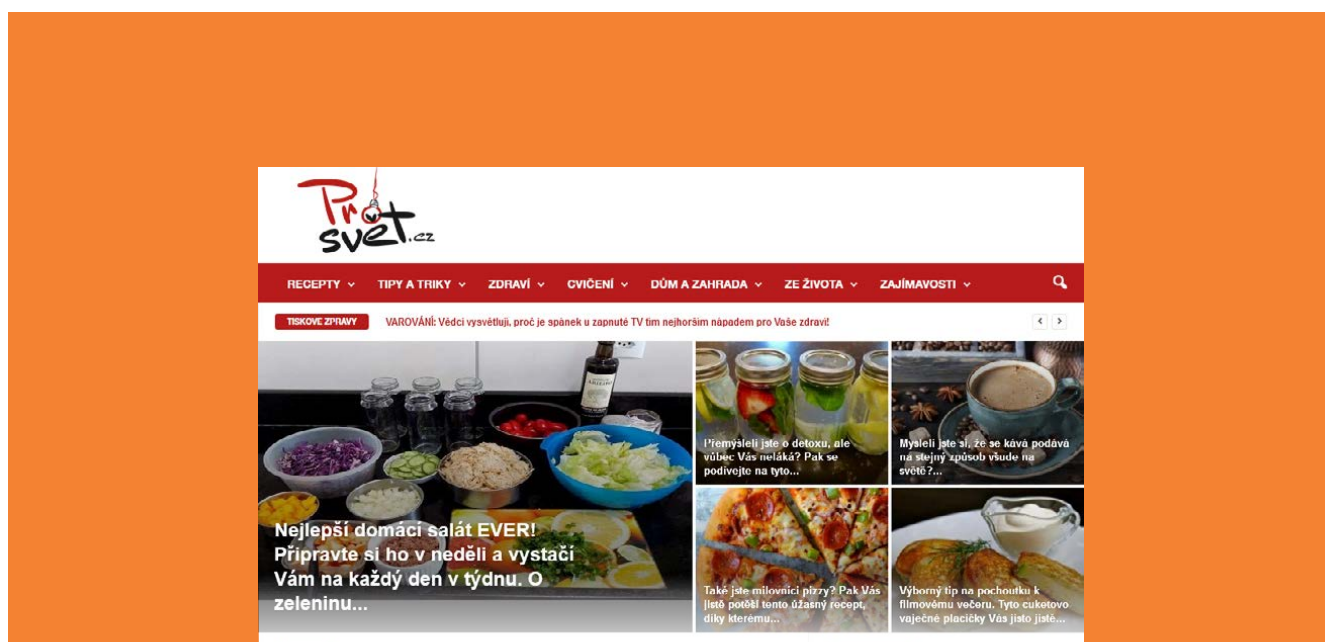 Pro
svět.cz
RECEPTY TIPY A TRIKY ZDRAVÍ CVIČENÍ DŮM A ZAHRADA ZE ŽIVOTA ZAJÍMAVOSTI
TISKOVÉ ZPRÁVY VAROVÁNÍ: Vědci vysvětlují, proč je spánek u zapnuté TV tím nejhorším nápadem pro Vaše zdraví!
Nejlepší domácí salát EVER!
Připravte si ho v neděli a vystačí
Vám na každý den v týdnu. O
zeleninu...
Přemýšleli jste o detoxu, ale
vůbec Vás neláká? Pak se
podívejte na tyto...
Mysleli jste si, že se kává podává
na stejný způsob všude na
světě?...
Také jste milovníci pizzy? Pak Vás
jistě potěší tento úžasný recept,
díky kterému...
Výborný tip na pochoutku k
filmovému večeru. Tyto cuketovo
vaječné placičky Vás jisto jistě...